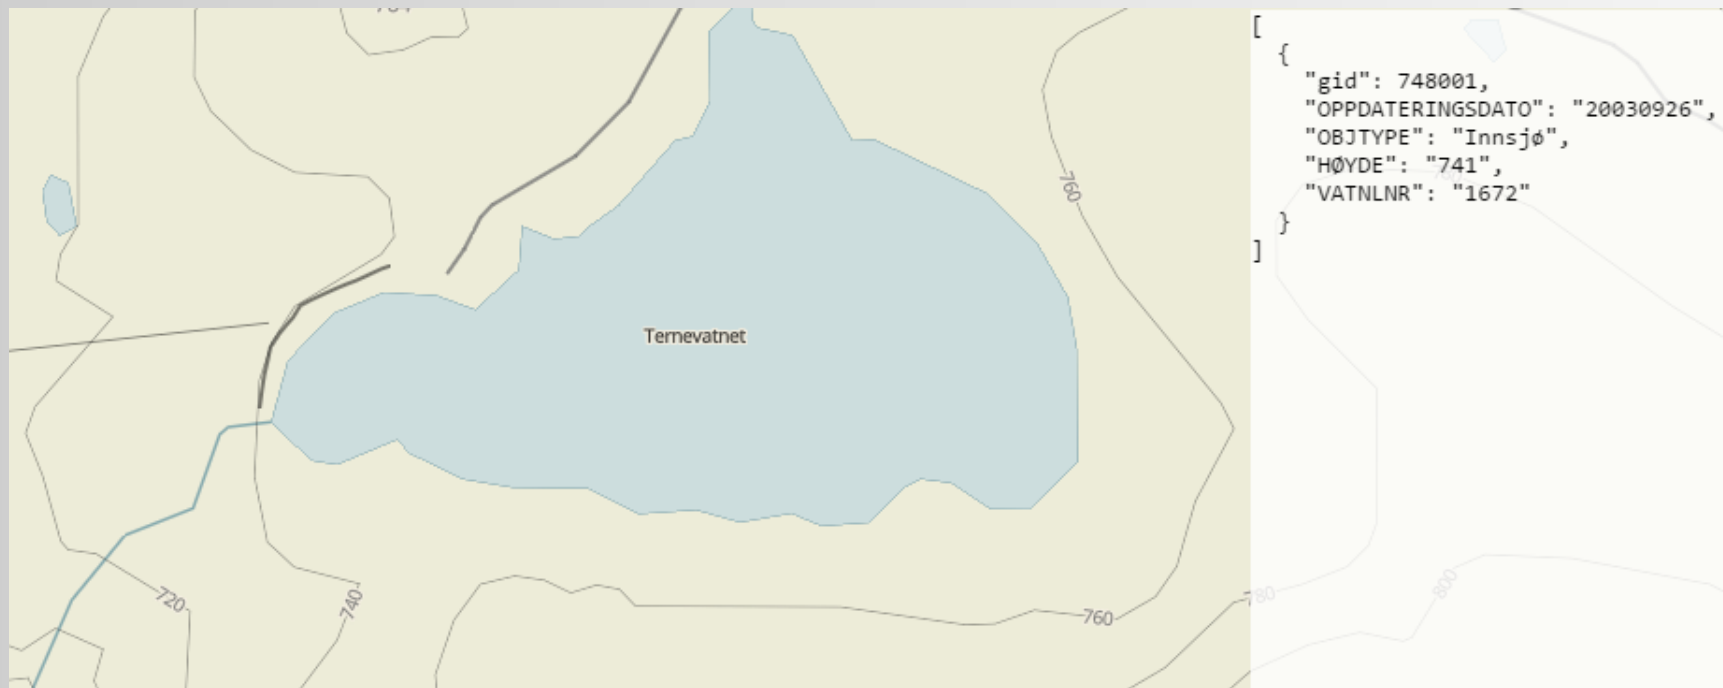 [
{
"gid": 748001,
"OPPDATERINGSDATO": "20030926",
"OBJTYPE": "Innsjø",
"HØYDE": "741",
"VATNLNR": "1672"
}
]
760
Ternevatnet
720
740
760
780
800